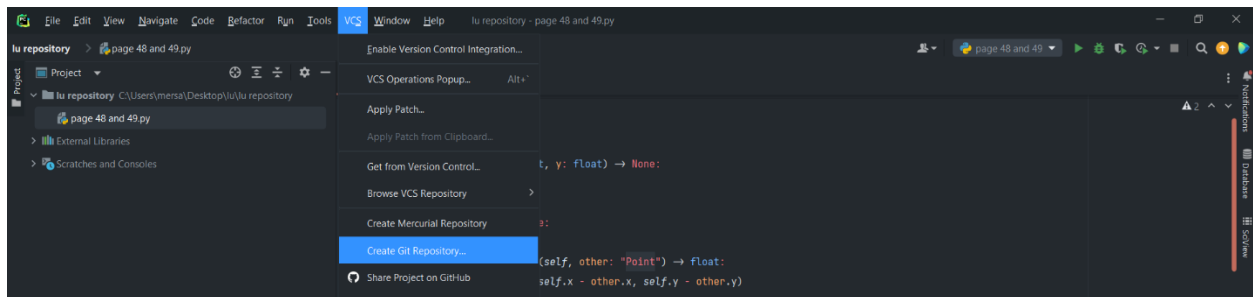 File Edit View Navigate Code Refactor Run Tools VCS Window Help lu repository - page 48 and 49.py
lu repository > page 48 and 49.py
page 48 and 49
Project
Project
lu repository C:\Users\mersa\Desktop\lu\lu repository
page 48 and 49.py
External Libraries
Scratches and Consoles
Enable Version Control Integration...
VCS Operations Popup... Alt+`
Apply Patch...
Apply Patch from Clipboard...
Get from Version Control...
Browse VCS Repository
Create Mercurial Repository
Create Git Repository...
Share Project on GitHub
2
t, y: float) → None:
e:
(self, other: "Point") → float:
self.x - other.x, self.y - other.y)
Notifications
Database
SciView